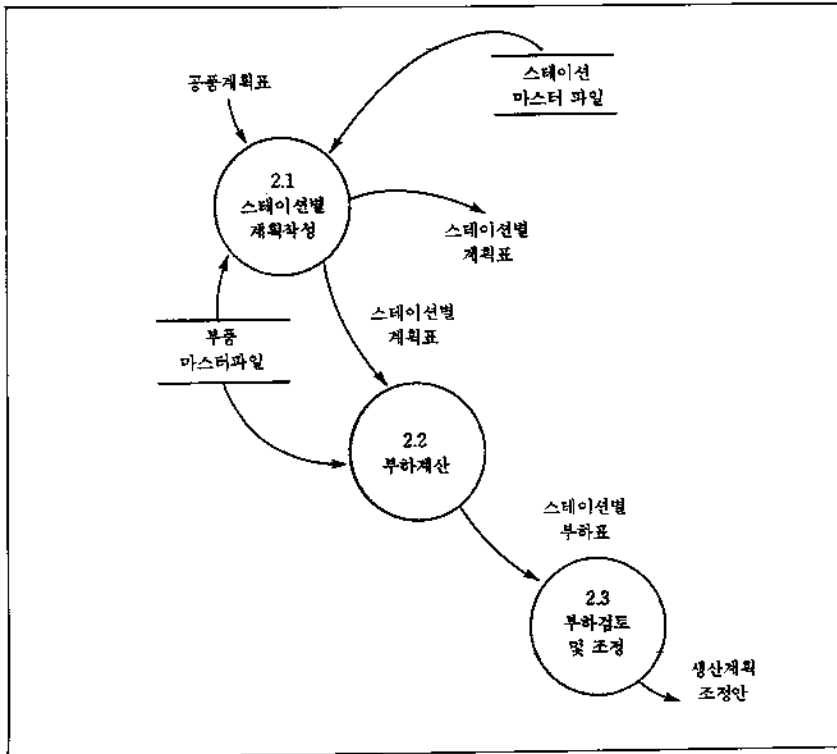 스테이션
마스터 파일
공품계획표
2.1
스테이션별
계획작성
스테이션별
계획표
스테이션별
계획표
부품
마스터파일
2.2
부하계산
스테이션별
부하표
2.3
부하검토
및 조정
생산계획
조정안